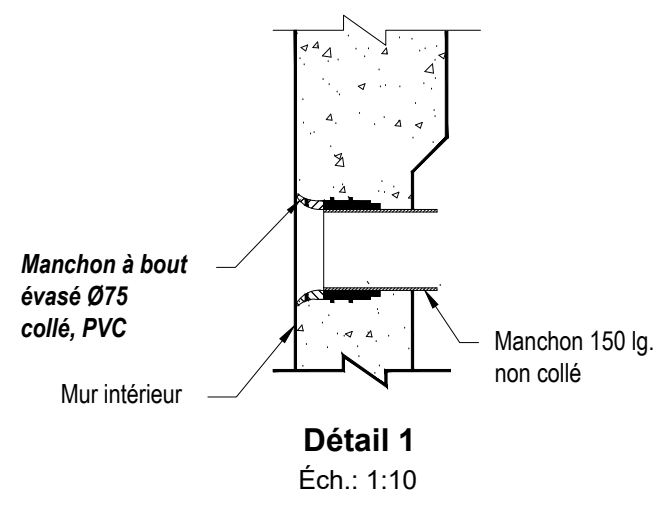 Manchon à bout
évasé Ø75
collé, PVC
Mur intérieur
Manchon 150 lg.
non collé
Détail 1
Éch.: 1:10